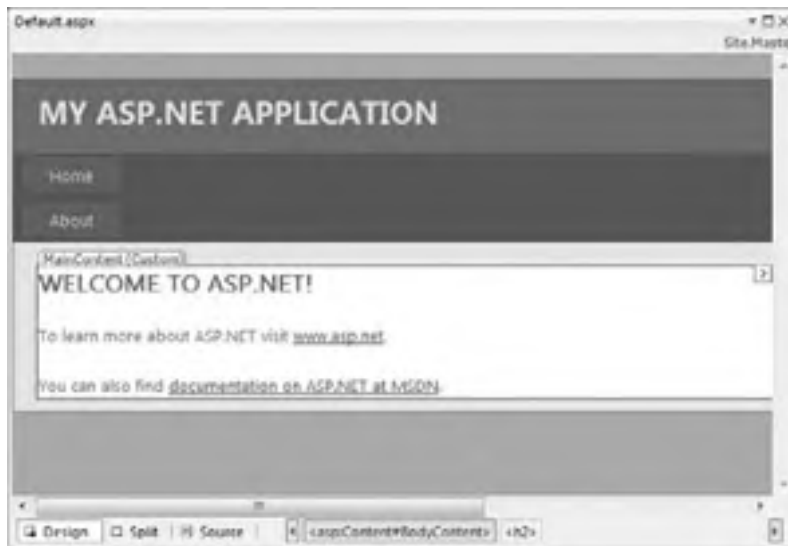 Default.aspx
Site.Maste
MY ASP.NET APPLICATION
Home
About
MainContent (Custom)
WELCOME TO ASP.NET!
To learn more about ASP.NET visit www.asp.net.
You can also find documentation on ASP.NET at MSDN.
Design Split Source <asp:Content#BodyContent> <h2>